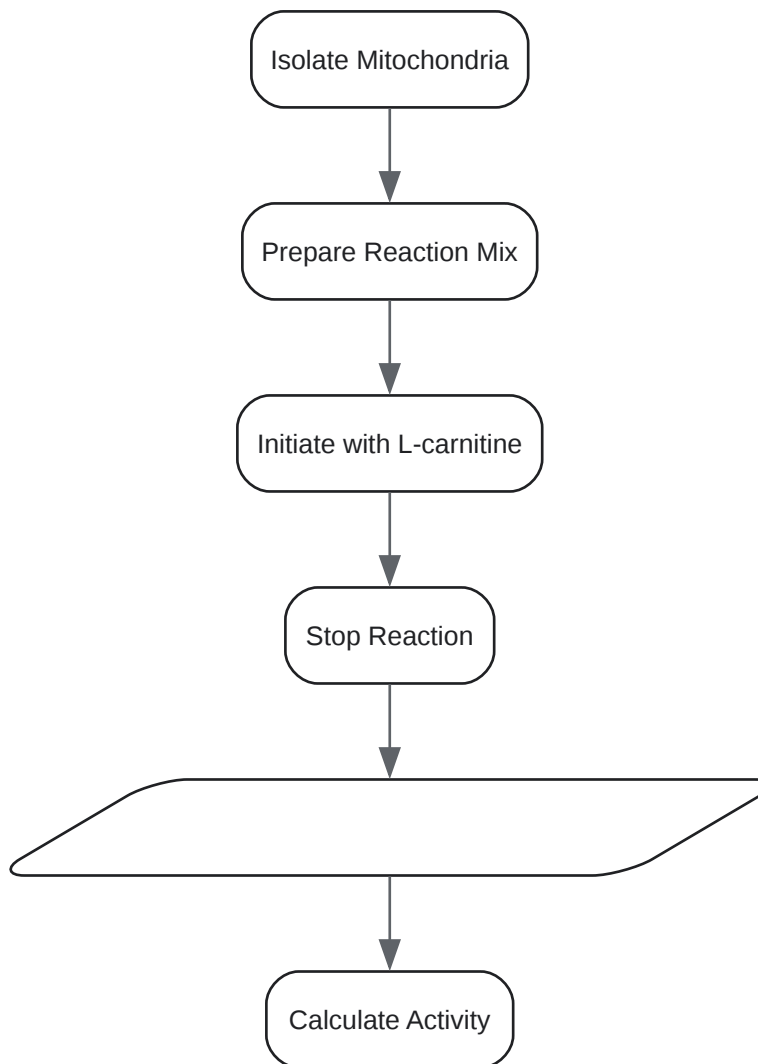 Isolate Mitochondria
Prepare Reaction Mix
Initiate with L-carnitine
Stop Reaction
Calculate Activity